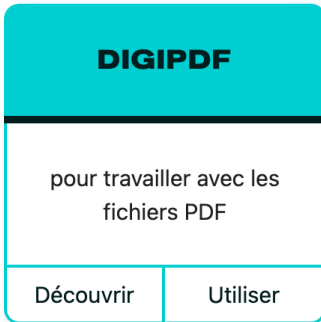 DIGIPDF
pour travailler avec les
fichiers PDF
Découvrir
Utiliser